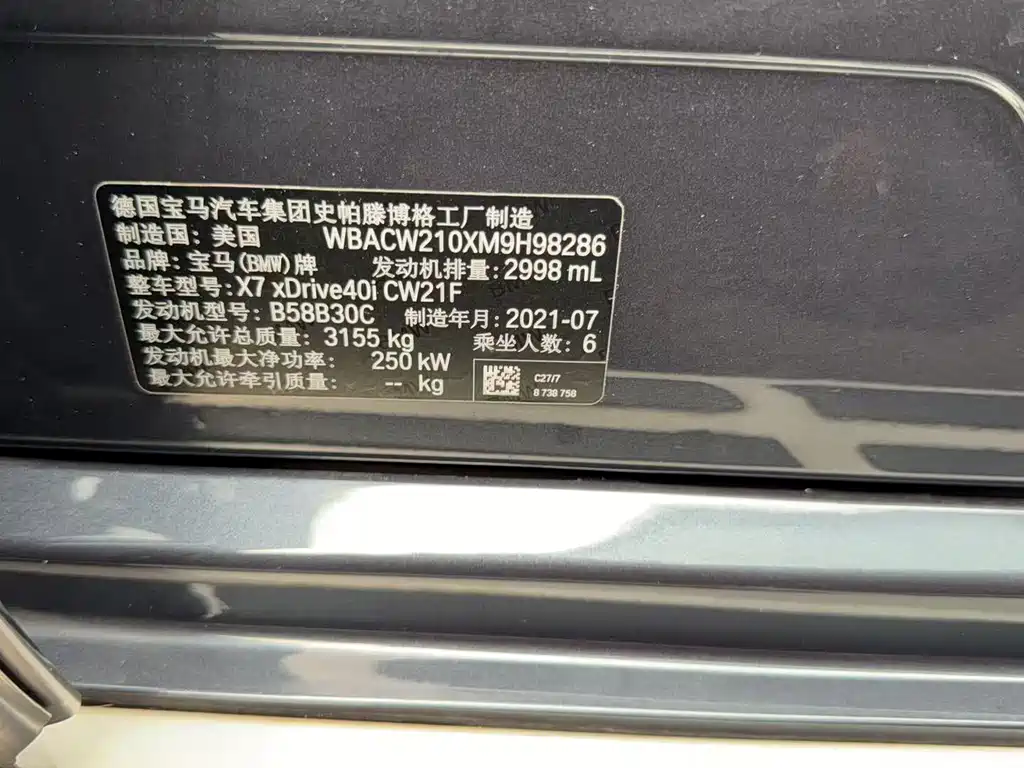 德国宝马汽车集团史帕滕博格工厂制造
制造国: 美国 WBACW210XM9H98286
品牌: 宝马(BMW)牌 发动机排量: 2998 mL
整车型号: X7 xDrive40i CW21F
发动机型号: B58B30C 制造年月: 2021-07
最大允许总质量: 3155 kg 乘坐人数: 6
发动机最大净功率: 250 kW
最大允许牵引质量: -- kg
C27/7
8 738 758